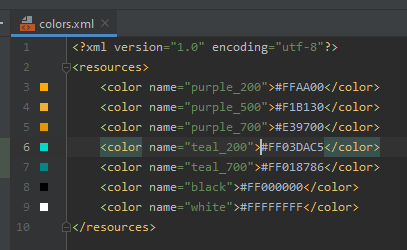 colors.xml
1 <?xml version="1.0" encoding="utf-8"?>
2 <resources>
3 <color name="purple_200">#FFAA00</color>
4 <color name="purple_500">#F1B130</color>
5 <color name="purple_700">#E39700</color>
6 <color name="teal_200">#FF03DAC5</color>
7 <color name="teal_700">#FF018786</color>
8 <color name="black">#FF000000</color>
9 <color name="white">#FFFFFFFF</color>
10 </resources>